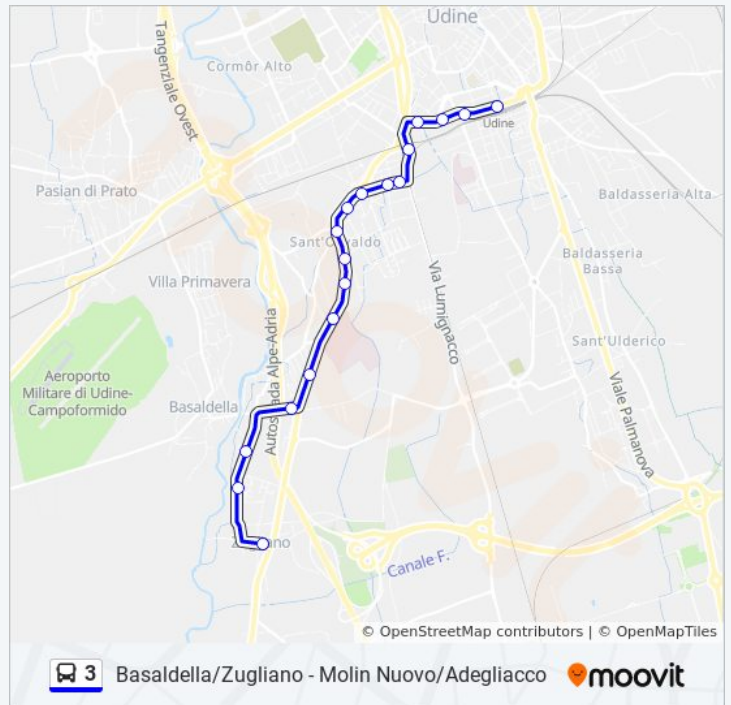 Udine
Tangenziale Ovest
Cormôr Alto
Udine
Pasian di Prato
Baldasseria Alta
Sant'Osvaldo
Baldasseria
Bassa
Villa Primavera
Via Lumignacco
Autostrada Alpe-Adria
Sant'Ulderico
Aeroporto
Militare di Udine-
Campoformido
Basaldella
Viale Palmanova
Canale F.
© OpenStreetMap contributors | © OpenMapTiles
3 Basaldella/Zugliano - Molin Nuovo/Adegliacco moovit